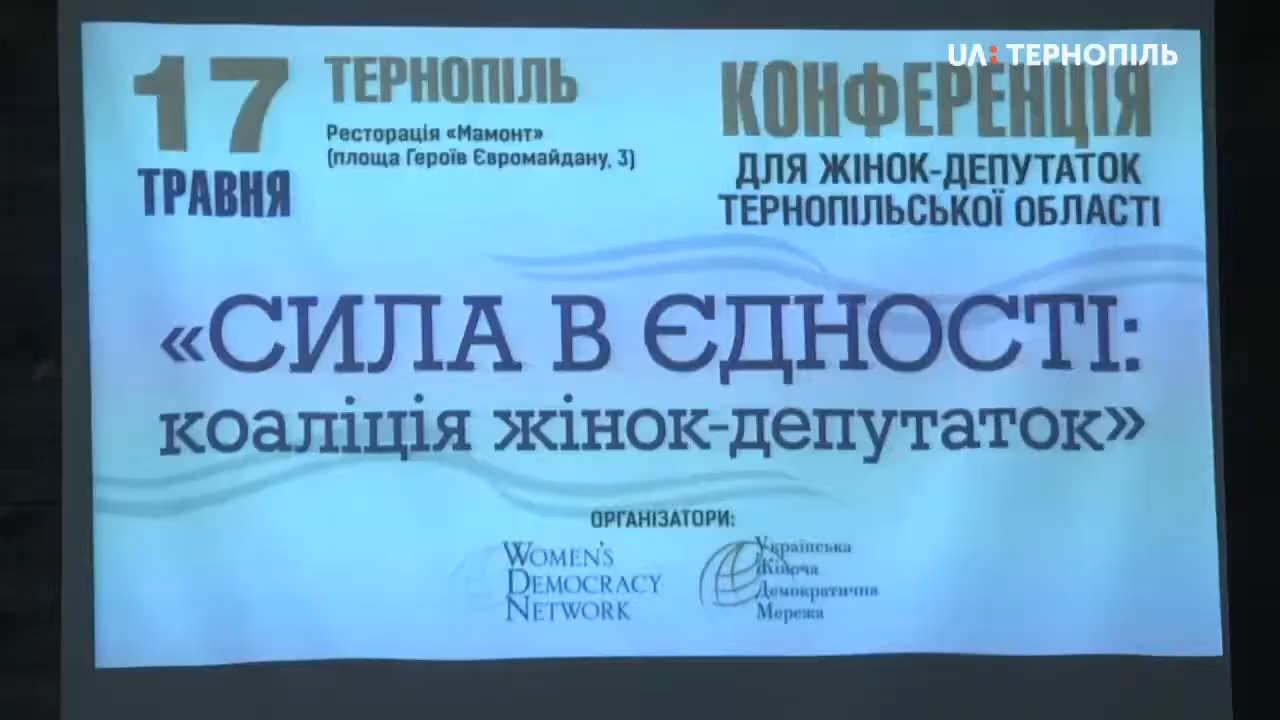 UA: ТЕРНОПІЛЬ
17
ТРАВНЯ
ТЕРНОПІЛЬ
Ресторація «Мамонт»
(площа Героїв Євромайдану, 3)
КОНФЕРЕНЦІЯ
ДЛЯ ЖІНОК-ДЕПУТАТОК
ТЕРНОПІЛЬСЬКОЇ ОБЛАСТІ
«СИЛА В ЄДНОСТІ:
коаліція жінок-депутаток»
ОРГАНІЗАТОРИ:
WOMEN'S
DEMOCRACY
NETWORK
Українська
Жіноча
Демократична
Мережа